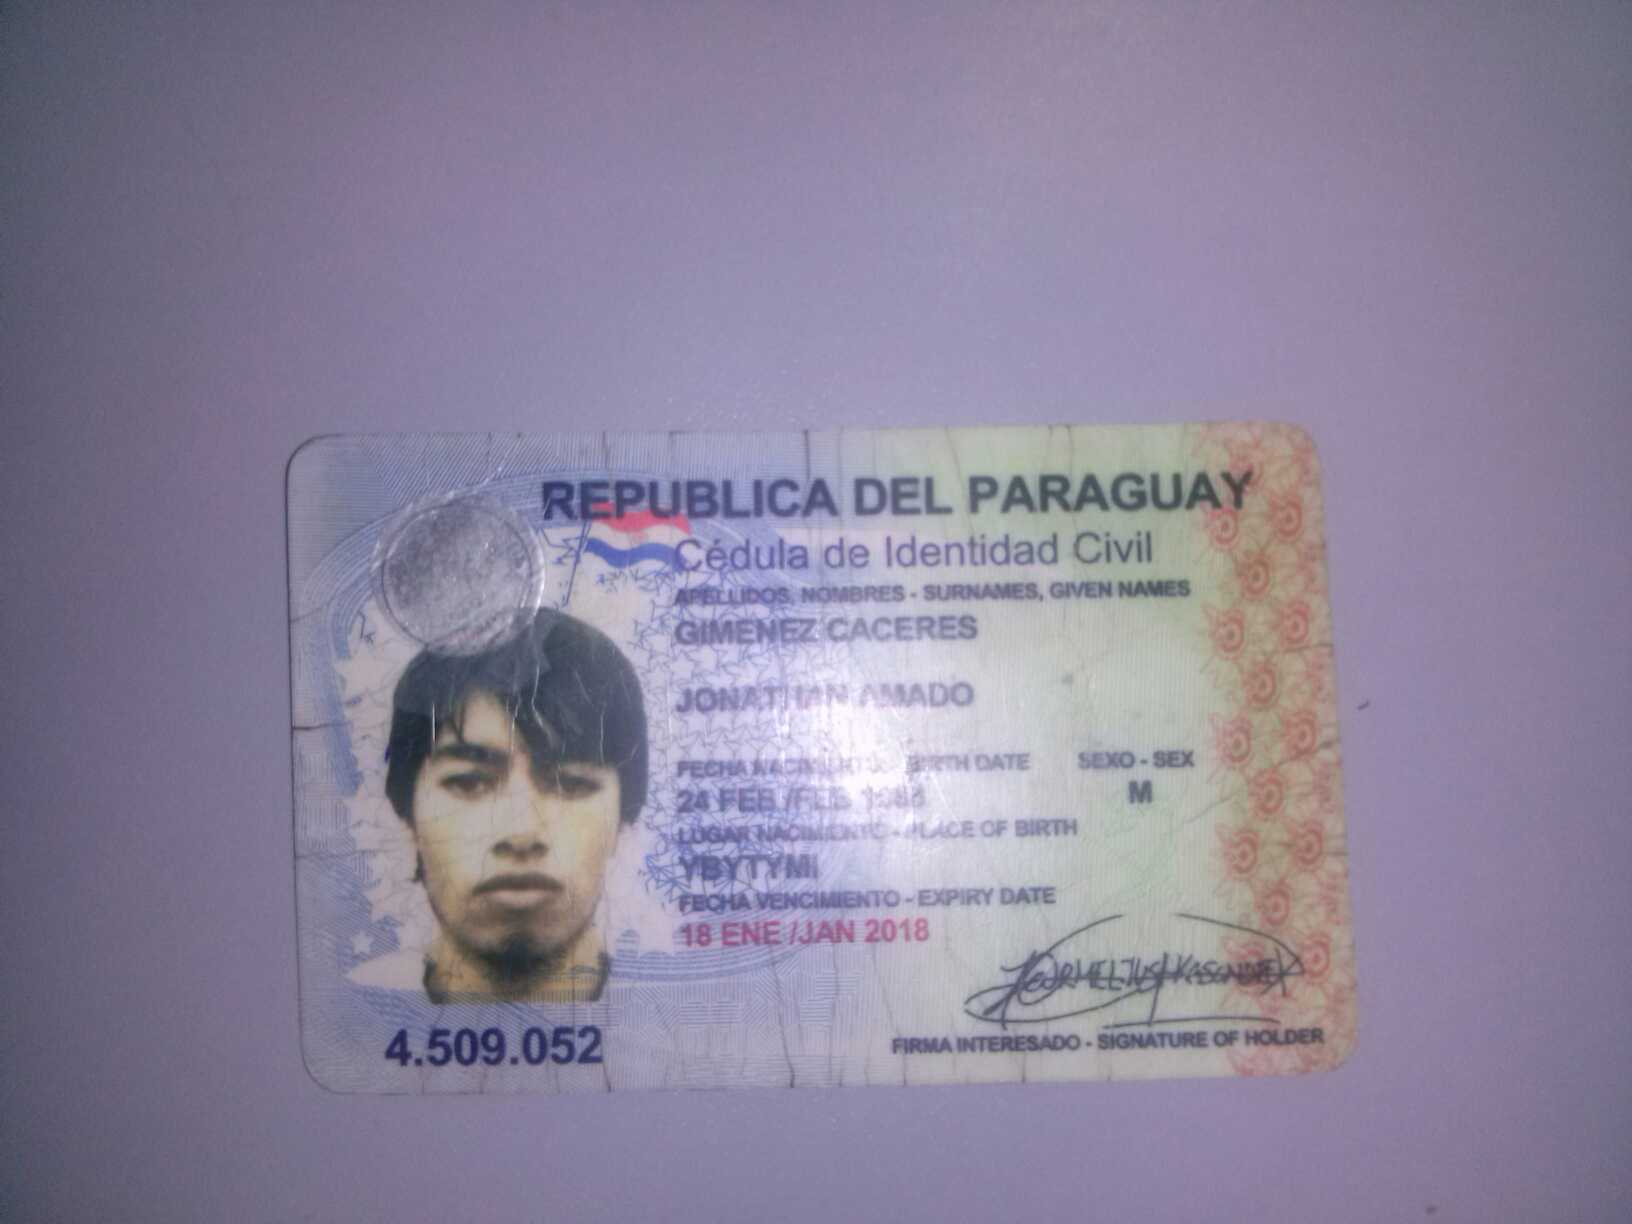 REPUBLICA DEL PARAGUAY
Cédula de Identidad Civil
APELLIDOS, NOMBRES - SURNAMES, GIVEN NAMES
GIMENEZ CACERES
JONATHAN AMADO
FECHA NACIMIENTO - BIRTH DATE SEXO - SEX
24 FEB /FEB M
LUGAR NACIMIENTO - PLACE OF BIRTH
YBYTYMI
FECHA VENCIMIENTO - EXPIRY DATE
18 ENE /JAN 2018
4.509.052
FIRMA INTERESADO - SIGNATURE OF HOLDER